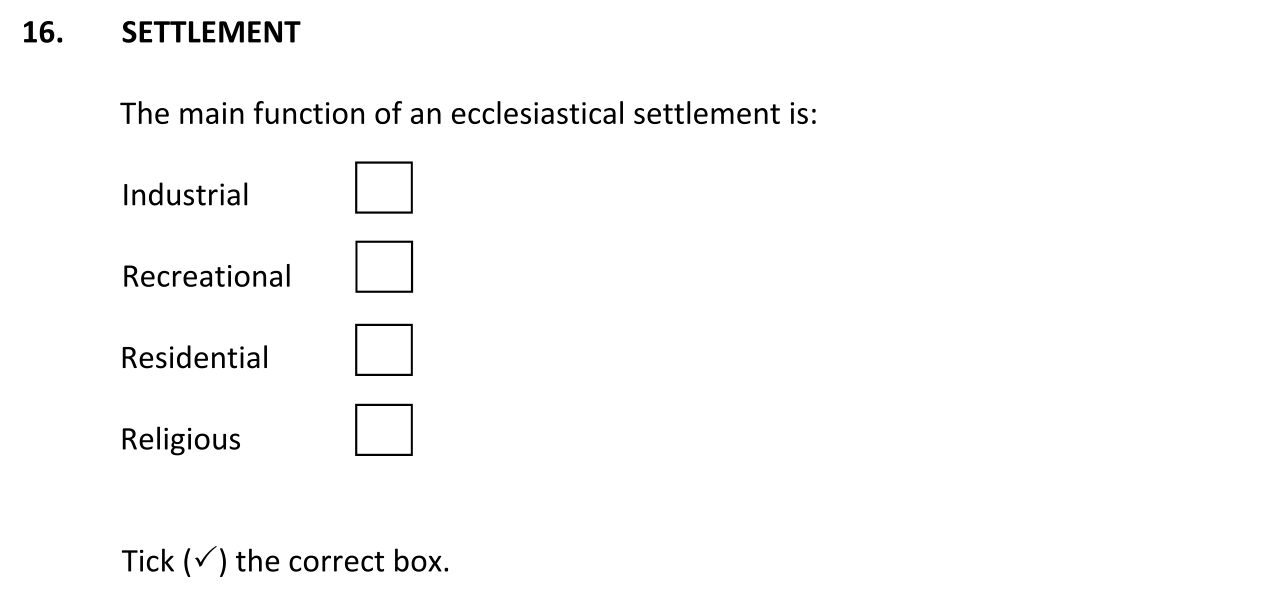 16. SETTLEMENT
The main function of an ecclesiastical settlement is:
Industrial
Recreational
Residential
Religious
Tick (✓) the correct box.